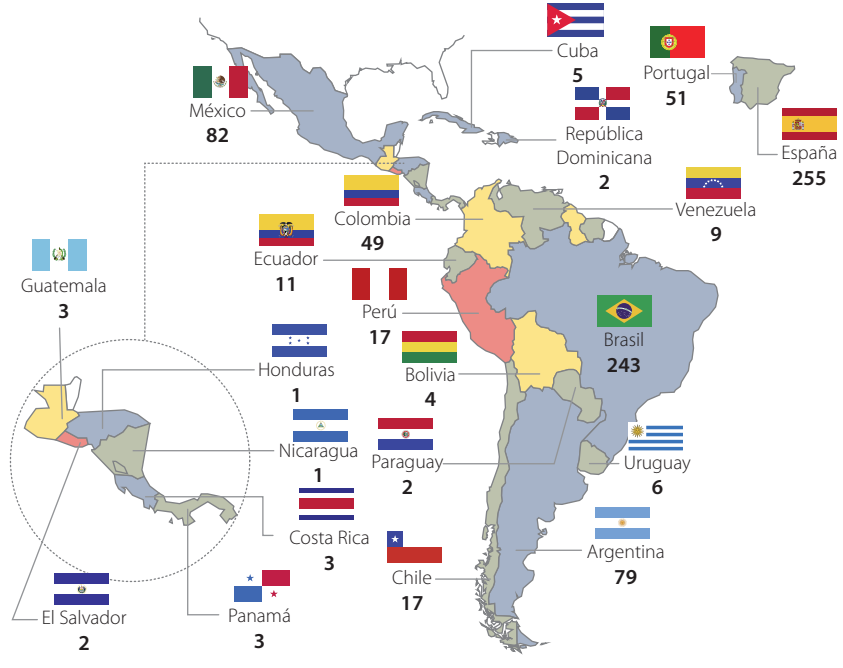 Cuba
5
Portugal
51
México
82
República
Dominicana
2
España
255
Colombia
49
Venezuela
9
Ecuador
11
Guatemala
3
Perú
17
Brasil
243
Honduras
1
Bolivia
4
Nicaragua
1
Paraguay
2
Uruguay
6
Costa Rica
3
Argentina
79
Chile
17
El Salvador
2
Panamá
3